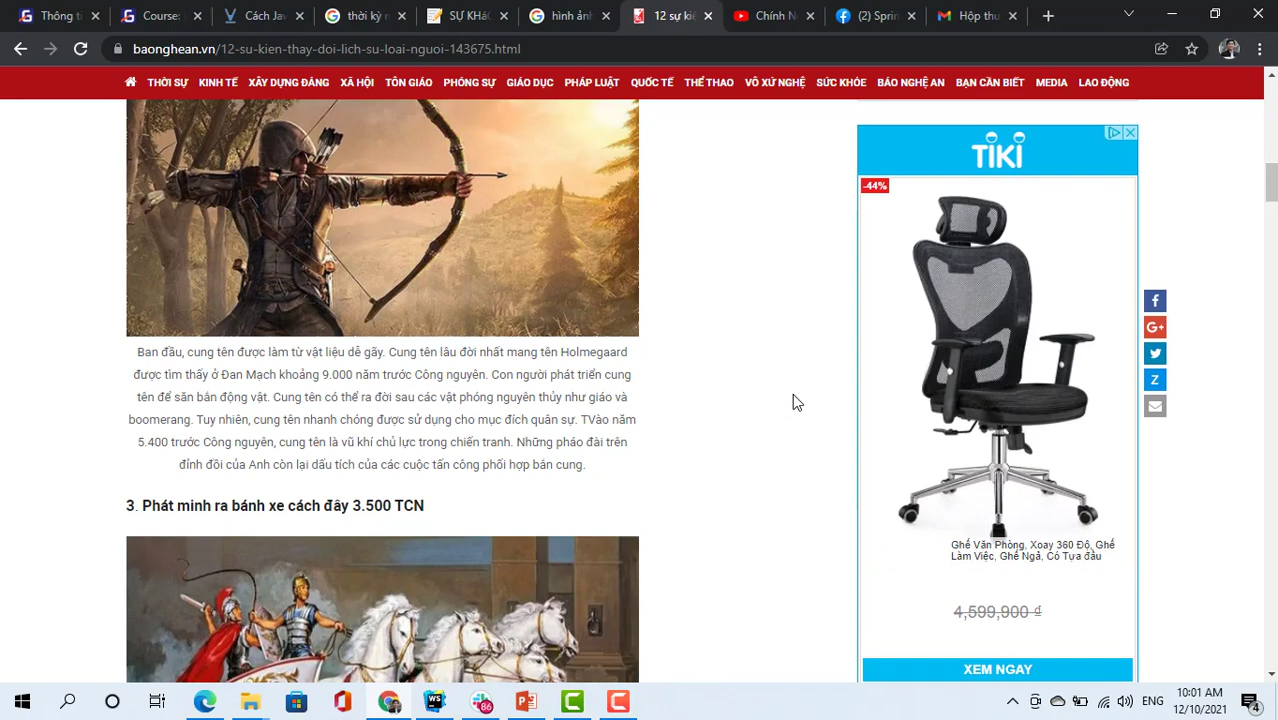 Thông ti
Course:
Cách Jav
thời kỳ n
SỰ KHá
hình ảnh
12 sự kiệ
Chính Ng
(2) Sprin
Hộp thu
baonghean.vn/12-su-kien-thay-doi-lich-su-loai-nguoi-143675.html
THỜI SỰ KINH TẾ XÂY DỰNG ĐẢNG XÃ HỘI TÔN GIÁO PHÓNG SỰ GIÁO DỤC PHÁP LUẬT QUỐC TẾ THỂ THAO VÕ XỨ NGHỆ SỨC KHỎE BÁO NGHỆ AN BẠN CẦN BIẾT MEDIA LAO ĐỘNG
Ban đầu, cung tên được làm từ vật liệu dễ gãy. Cung tên lâu đời nhất mang tên Holmegaard
được tìm thấy ở Đan Mạch khoảng 9.000 năm trước Công nguyên. Con người phát triển cung
tên để săn bắn động vật. Cung tên có thể ra đời sau các vật phóng nguyên thủy như giáo và
boomerang. Tuy nhiên, cung tên nhanh chóng được sử dụng cho mục đích quân sự. TVào năm
5.400 trước Công nguyên, cung tên là vũ khí chủ lực trong chiến tranh. Những pháo đài trên
đỉnh đồi của Anh còn lại dấu tích của các cuộc tấn công phối hợp bắn cung.
3. Phát minh ra bánh xe cách đây 3.500 TCN
TIKI
-44%
Ghế Văn Phòng, Xoay 360 Độ, Ghế
Làm Việc, Ghế Ngả, Có Tựa đầu
4,599,900 ₫
XEM NGAY
f
G+
Z
WS
86
ENG
10:01 AM
12/10/2021
4